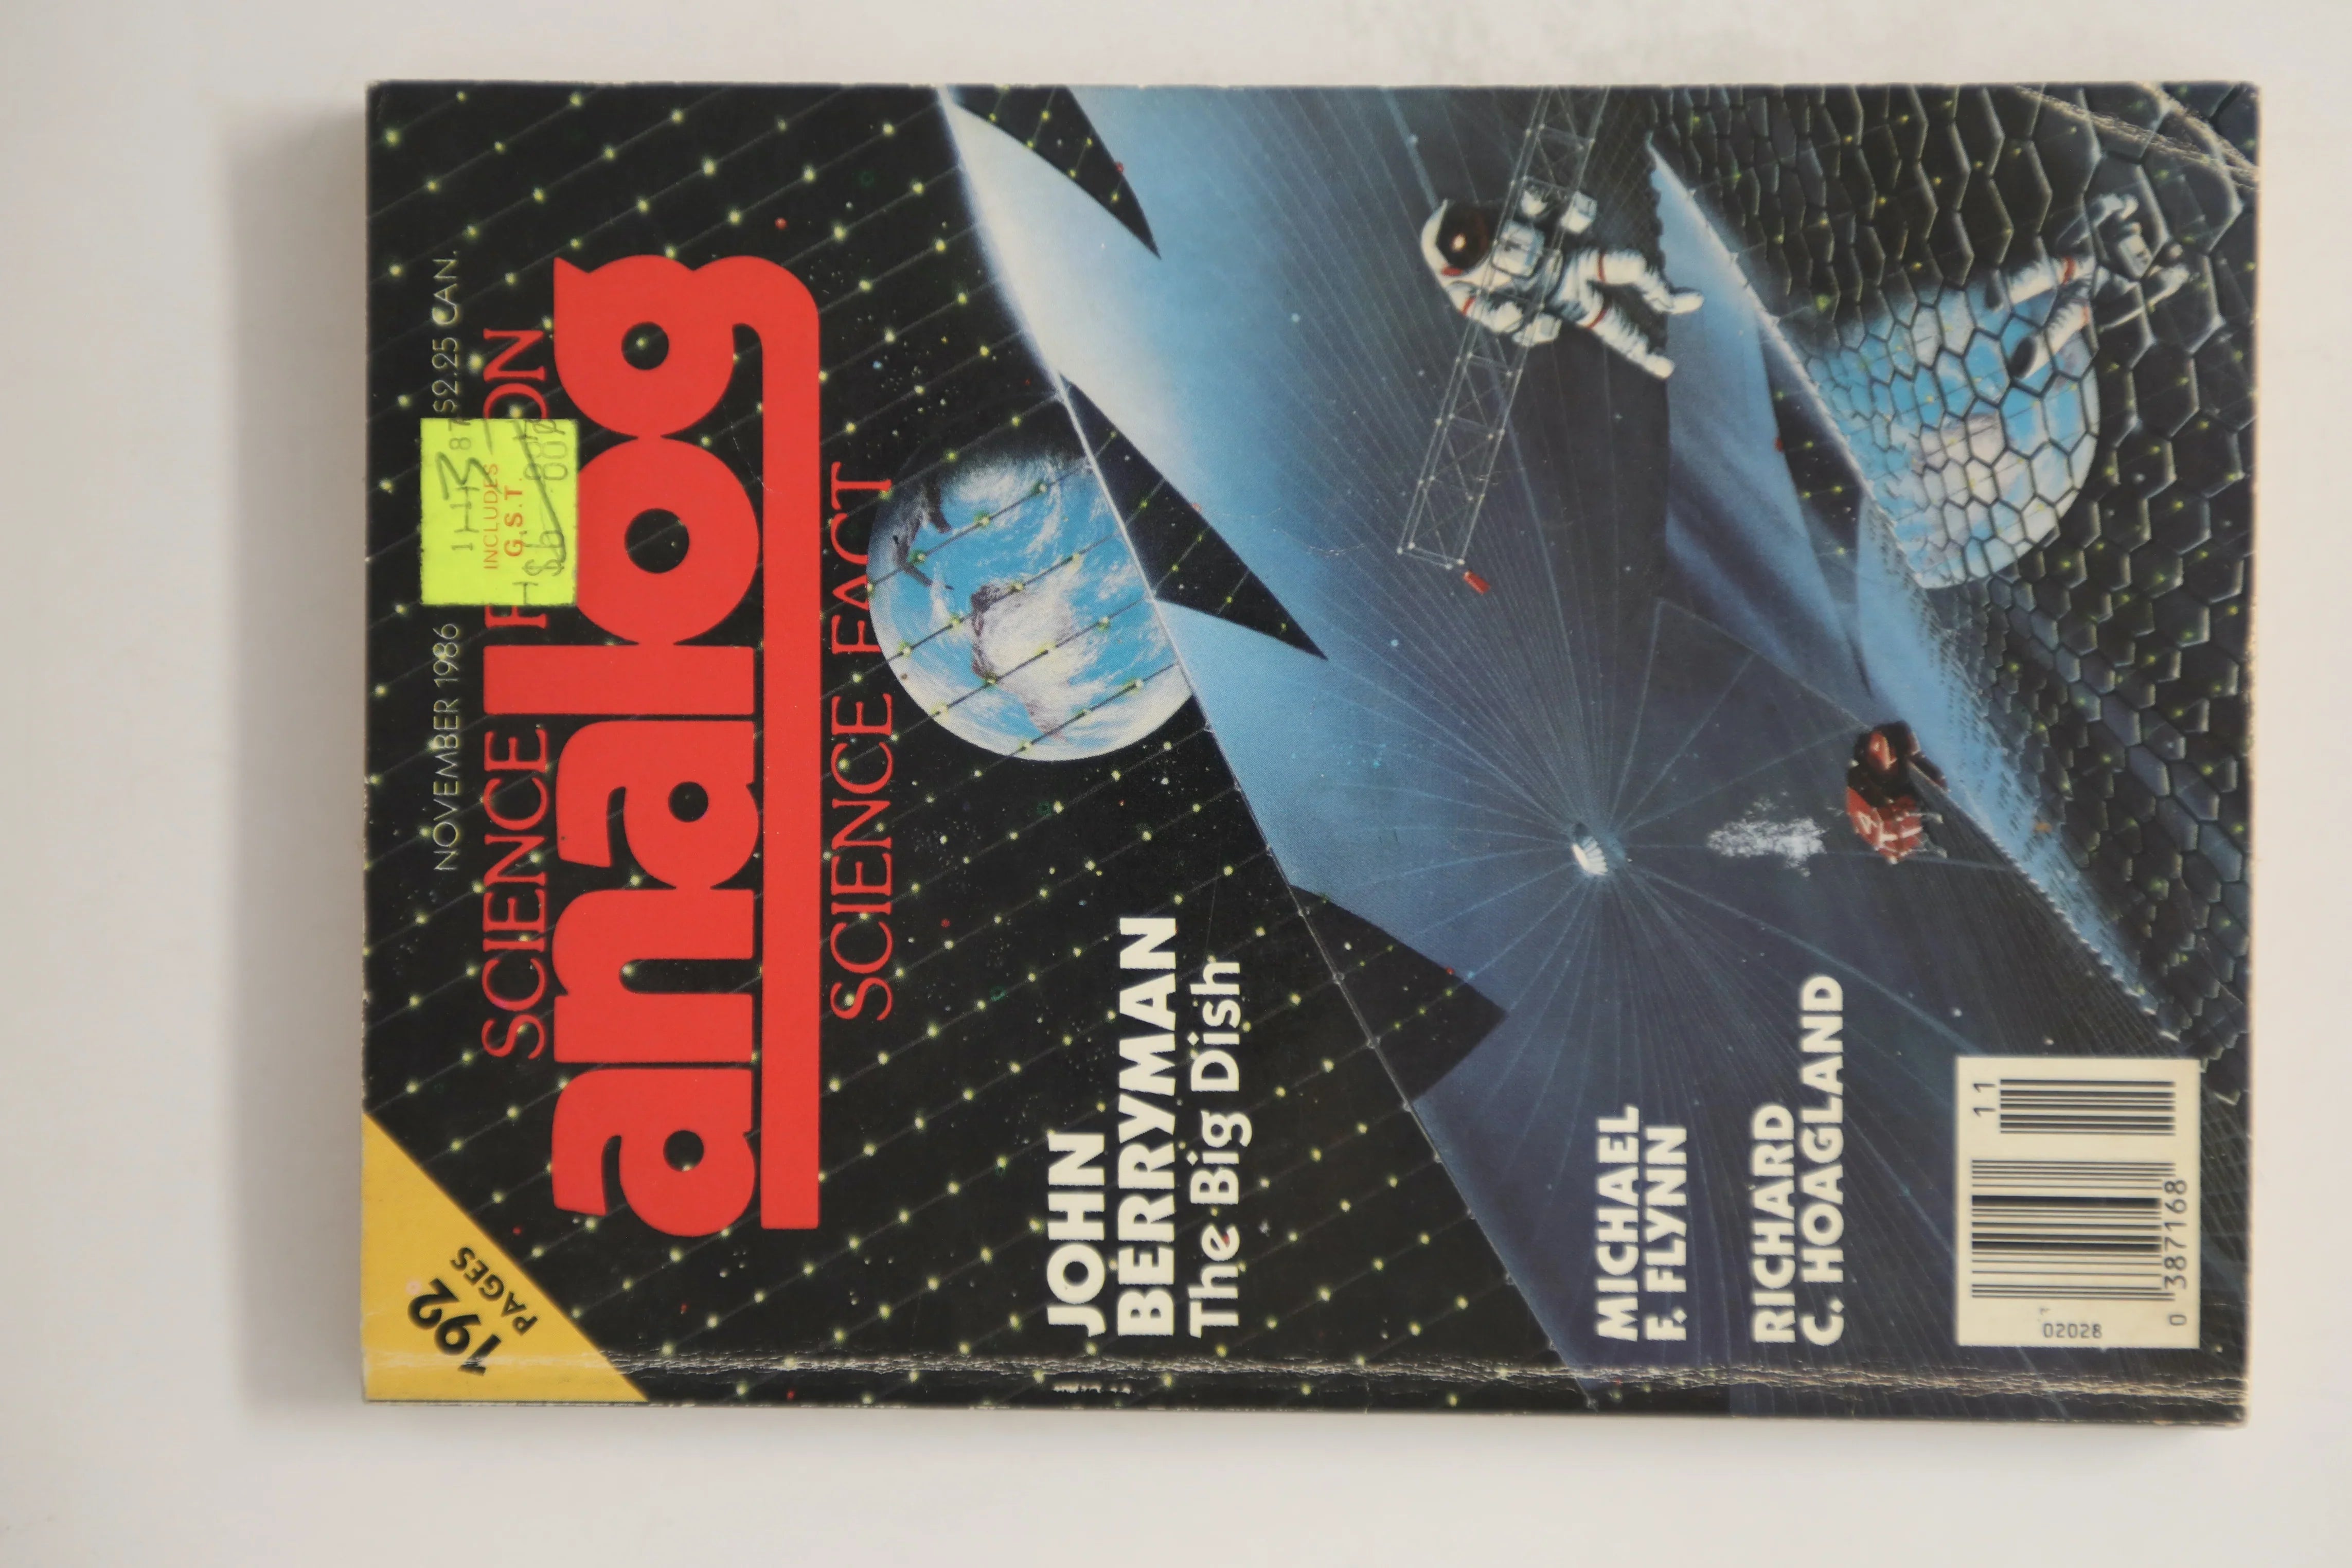 192
PAGES
NOVEMBER 1986
$2.25 CAN.
INCLUDES
G.S.T
SCIENCE
analog
SCIENCE FACT
JOHN
BERRYMAN
The Big Dish
MICHAEL
F. FLYNN
RICHARD
C. HOAGLAND
11
02028
0 387168